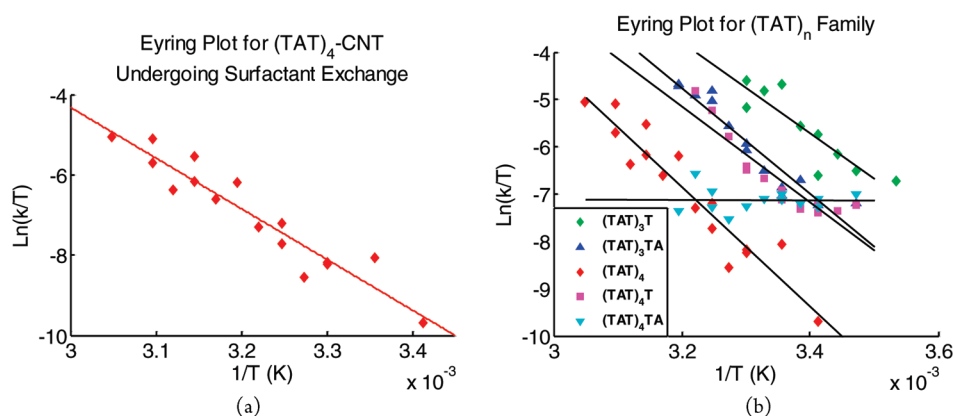 Eyring Plot for (TAT)4-CNT
Undergoing Surfactant Exchange
-4
-6
-8
-10
Ln(k/T)
3
3.1
3.2
3.3
3.4
1/T (K)
x 10-3
(a)
Eyring Plot for (TAT)n Family
-4
-5
-6
-7
-8
-9
-10
Ln(k/T)
(TAT)3T
(TAT)3TA
(TAT)4
(TAT)4T
(TAT)4TA
3
3.2
3.4
3.6
1/T (K)
x 10-3
(b)